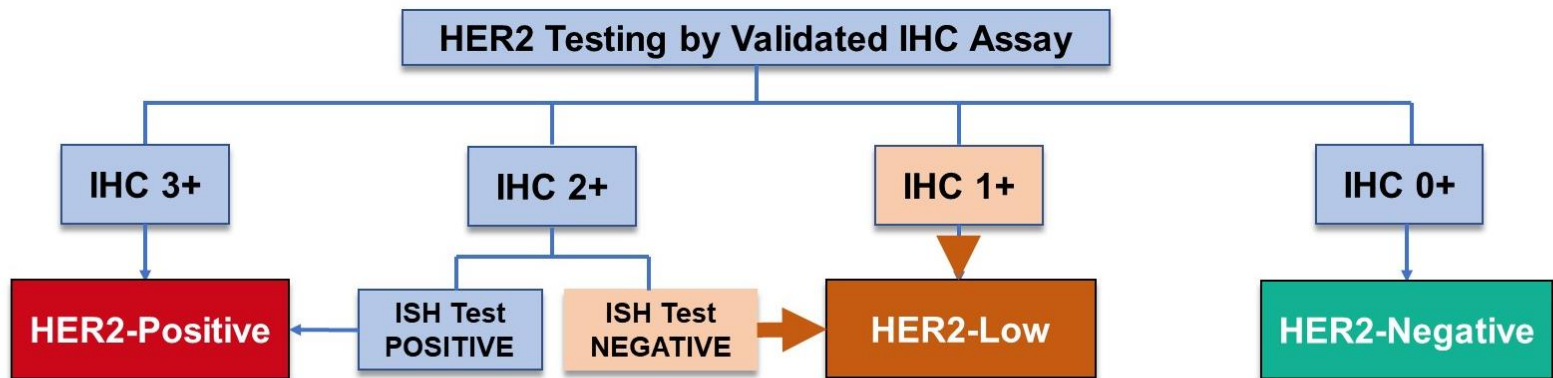 HER2 Testing by Validated IHC Assay
IHC 3+
IHC 2+
IHC 1+
IHC 0+
HER2-Positive
ISH Test
POSITIVE
ISH Test
NEGATIVE
HER2-Low
HER2-Negative